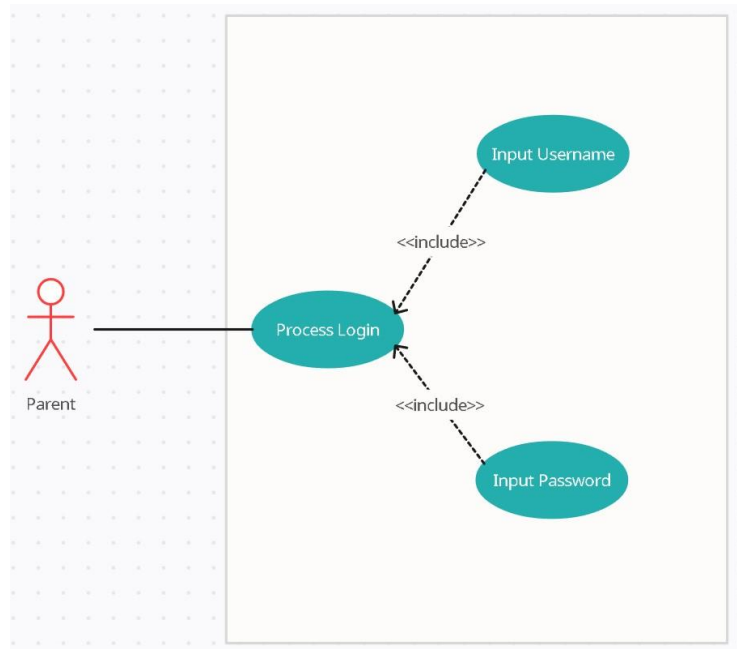 Input Username
<<include>>
Process Login
Parent
<<include>>
Input Password